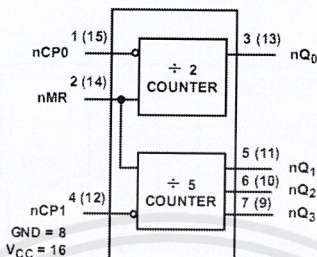 nCP0 1 (15)
÷ 2
COUNTER
3 (13) nQ0
nMR 2 (14)
÷ 5
COUNTER
5 (11) nQ1
6 (10) nQ2
7 (9) nQ3
nCP1 4 (12)
GND = 8
VCC = 16